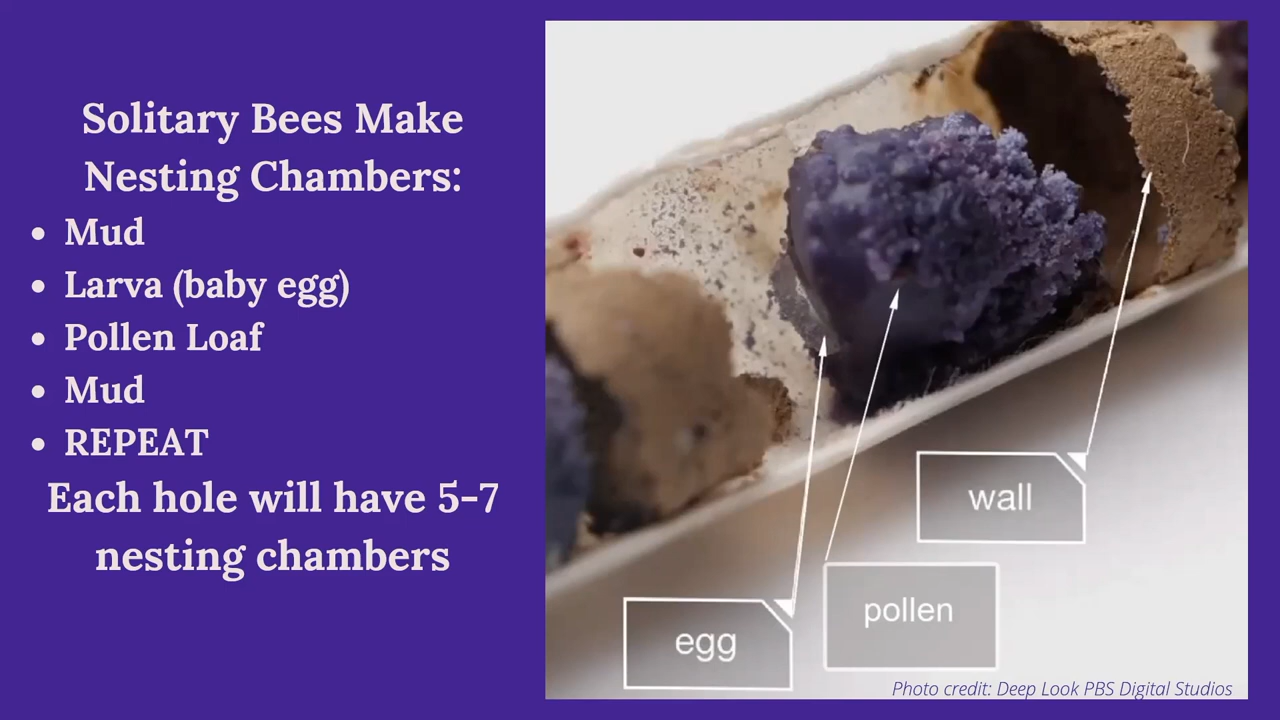 Solitary Bees Make
Nesting Chambers:
• Mud
• Larva (baby egg)
• Pollen Loaf
• Mud
• REPEAT
Each hole will have 5-7
nesting chambers
wall
pollen
egg
Photo credit: Deep Look PBS Digital Studios